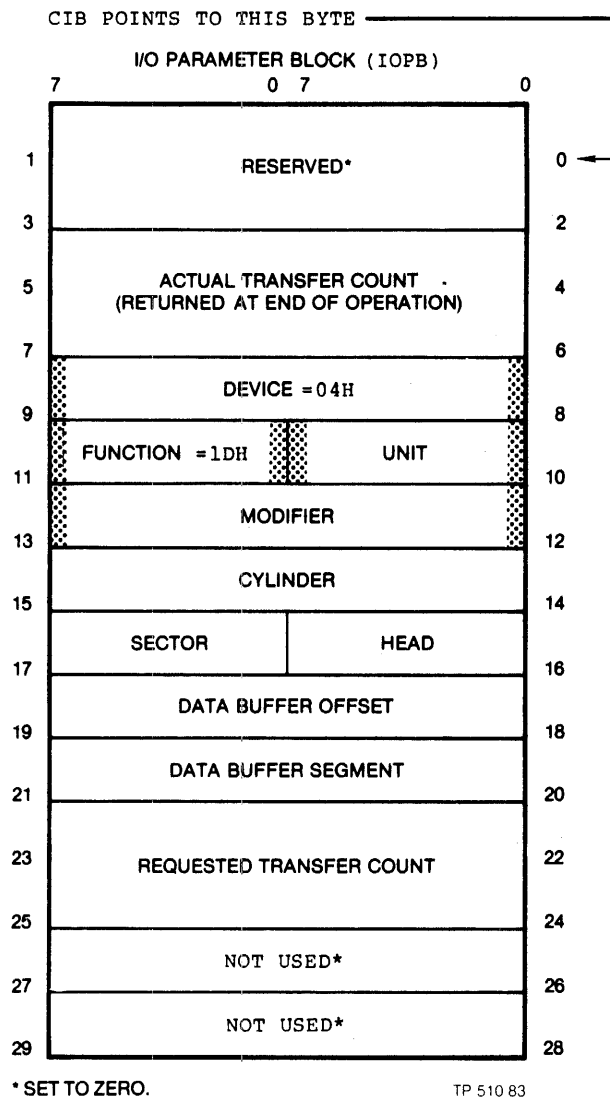 CIB POINTS TO THIS BYTE
I/O PARAMETER BLOCK (IOPB)
7 0 7 0
1 RESERVED* 0
3 2
5 ACTUAL TRANSFER COUNT 4
(RETURNED AT END OF OPERATION)
7 6
DEVICE =04H
9 8
FUNCTION =1DH UNIT
11 10
MODIFIER
13 12
CYLINDER
15 14
SECTOR HEAD
17 16
DATA BUFFER OFFSET
19 18
DATA BUFFER SEGMENT
21 20
23 REQUESTED TRANSFER COUNT 22
25 24
NOT USED*
27 26
NOT USED*
29 28
* SET TO ZERO. TP 510 83